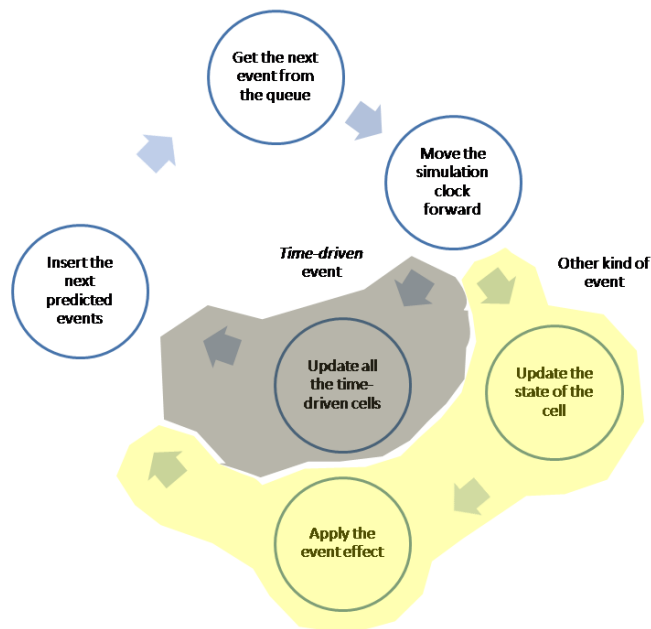 Get the next
event from
the queue
Move the
simulation
clock
forward
Insert the
next
predicted
events
Time-driven
event
Other kind of
event
Update all
the time-
driven cells
Update the
state of the
cell
Apply the
event effect